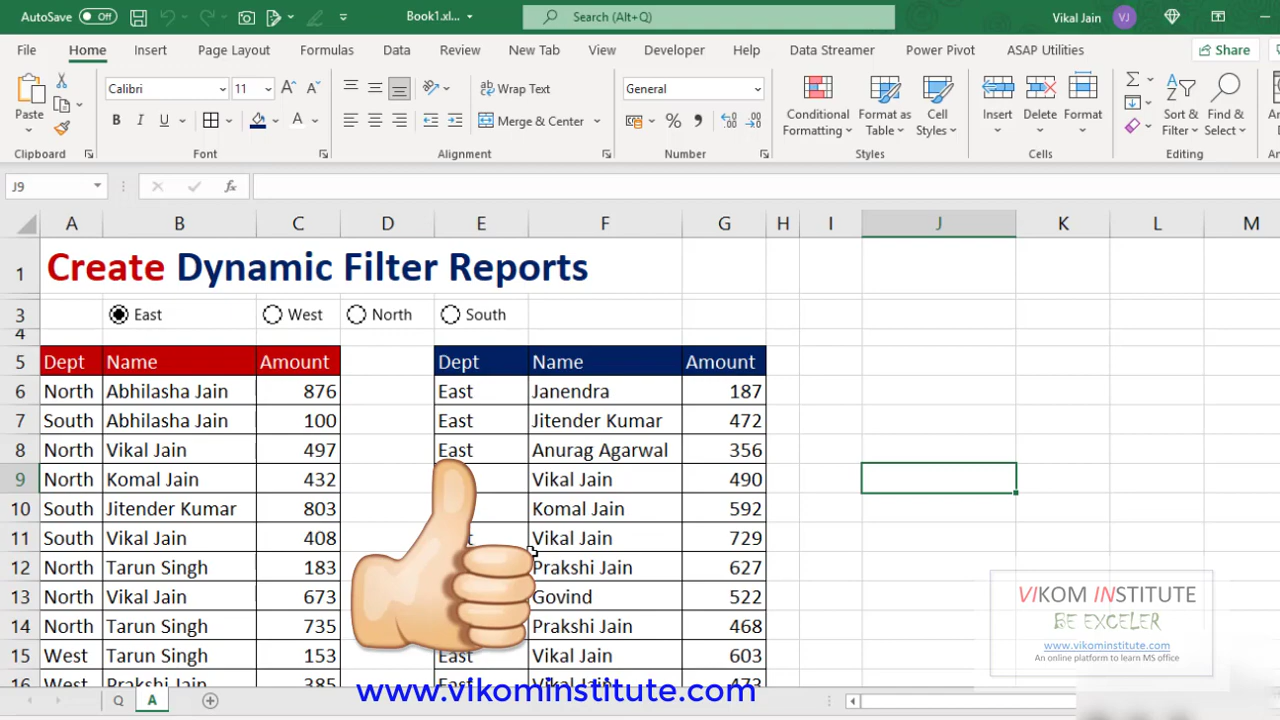 AutoSave Off Book1.xl... Search (Alt+Q) Vikal Jain VJ
File Home Insert Page Layout Formulas Data Review View New Tab Developer Help Data Streamer Power Pivot ASAP Utilities Share
Paste Calibri 11 Wrap Text General Conditional Formatting Format as Table Cell Styles Insert Delete Format Sort & Filter Find & Select
B I U A Merge & Center % ,
Clipboard Font Alignment Number Styles Cells Editing
J9 fx
A B C D E F G H I J K L M
1 Create Dynamic Filter Reports
3 East West North South
4
5 Dept Name Amount Dept Name Amount
6 North Abhilasha Jain 876 East Janendra 187
7 South Abhilasha Jain 100 East Jitender Kumar 472
8 North Vikal Jain 497 East Anurag Agarwal 356
9 North Komal Jain 432 Vikal Jain 490
10 South Jitender Kumar 803 Komal Jain 592
11 South Vikal Jain 408 Vikal Jain 729
12 North Tarun Singh 183 Prakshi Jain 627
13 North Vikal Jain 673 Govind 522
14 North Tarun Singh 735 Prakshi Jain 468
15 West Tarun Singh 153 East Vikal Jain 603
16 West Prakshi Jain 385 East Vikal Jain
VIKOM INSTITUTE
BE EXCELER
www.vikominstitute.com
An online platform to learn MS office
www.vikominstitute.com
Q A